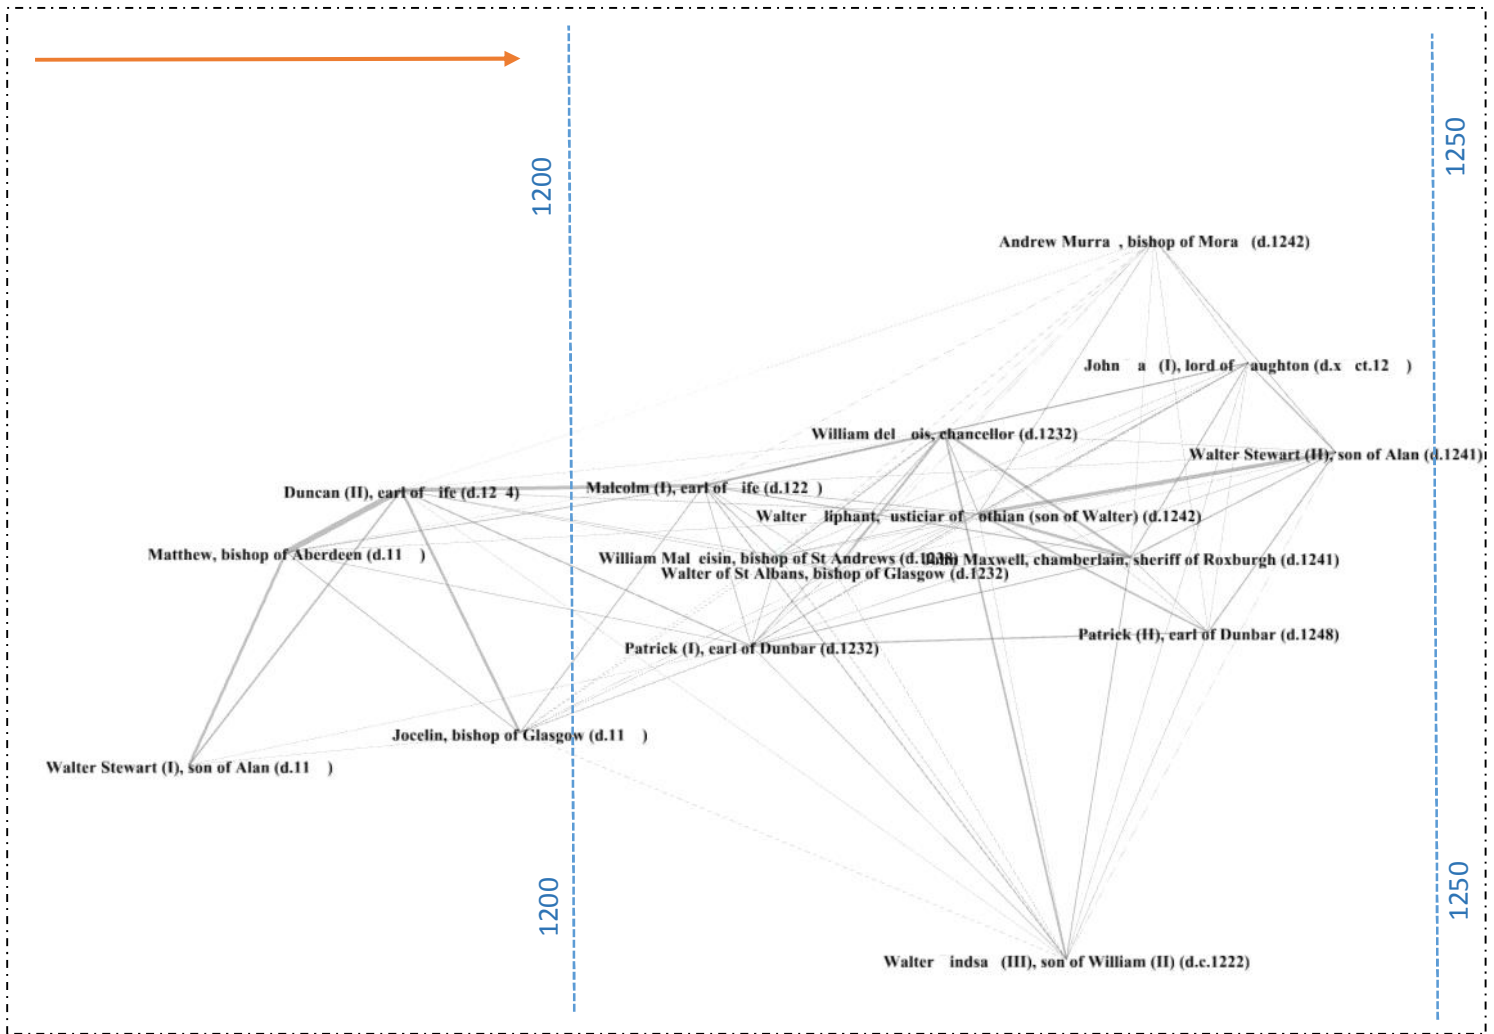 1200
1250
Andrew Murra , bishop of Mora (d.1242)
John a (I), lord of aughton (d.x ct.12 )
William del ois, chancellor (d.1232)
Walter Stewart (II), son of Alan (d.1241)
Duncan (II), earl of ife (d.12 4)
Malcolm (I), earl of ife (d.122 )
Walter liphant, usticiar of othian (son of Walter) (d.1242)
Matthew, bishop of Aberdeen (d.11 )
William Mal eisin, bishop of St Andrews Maxwell, chamberlain, sheriff of Roxburgh (d.1241)
Walter of St Albans, bishop of Glasgow (d.1232)
Patrick (II), earl of Dunbar (d.1248)
Patrick (I), earl of Dunbar (d.1232)
Jocelin, bishop of Glasgow (d.11 )
Walter Stewart (I), son of Alan (d.11 )
1200
1250
Walter indsa (III), son of William (II) (d.c.1222)